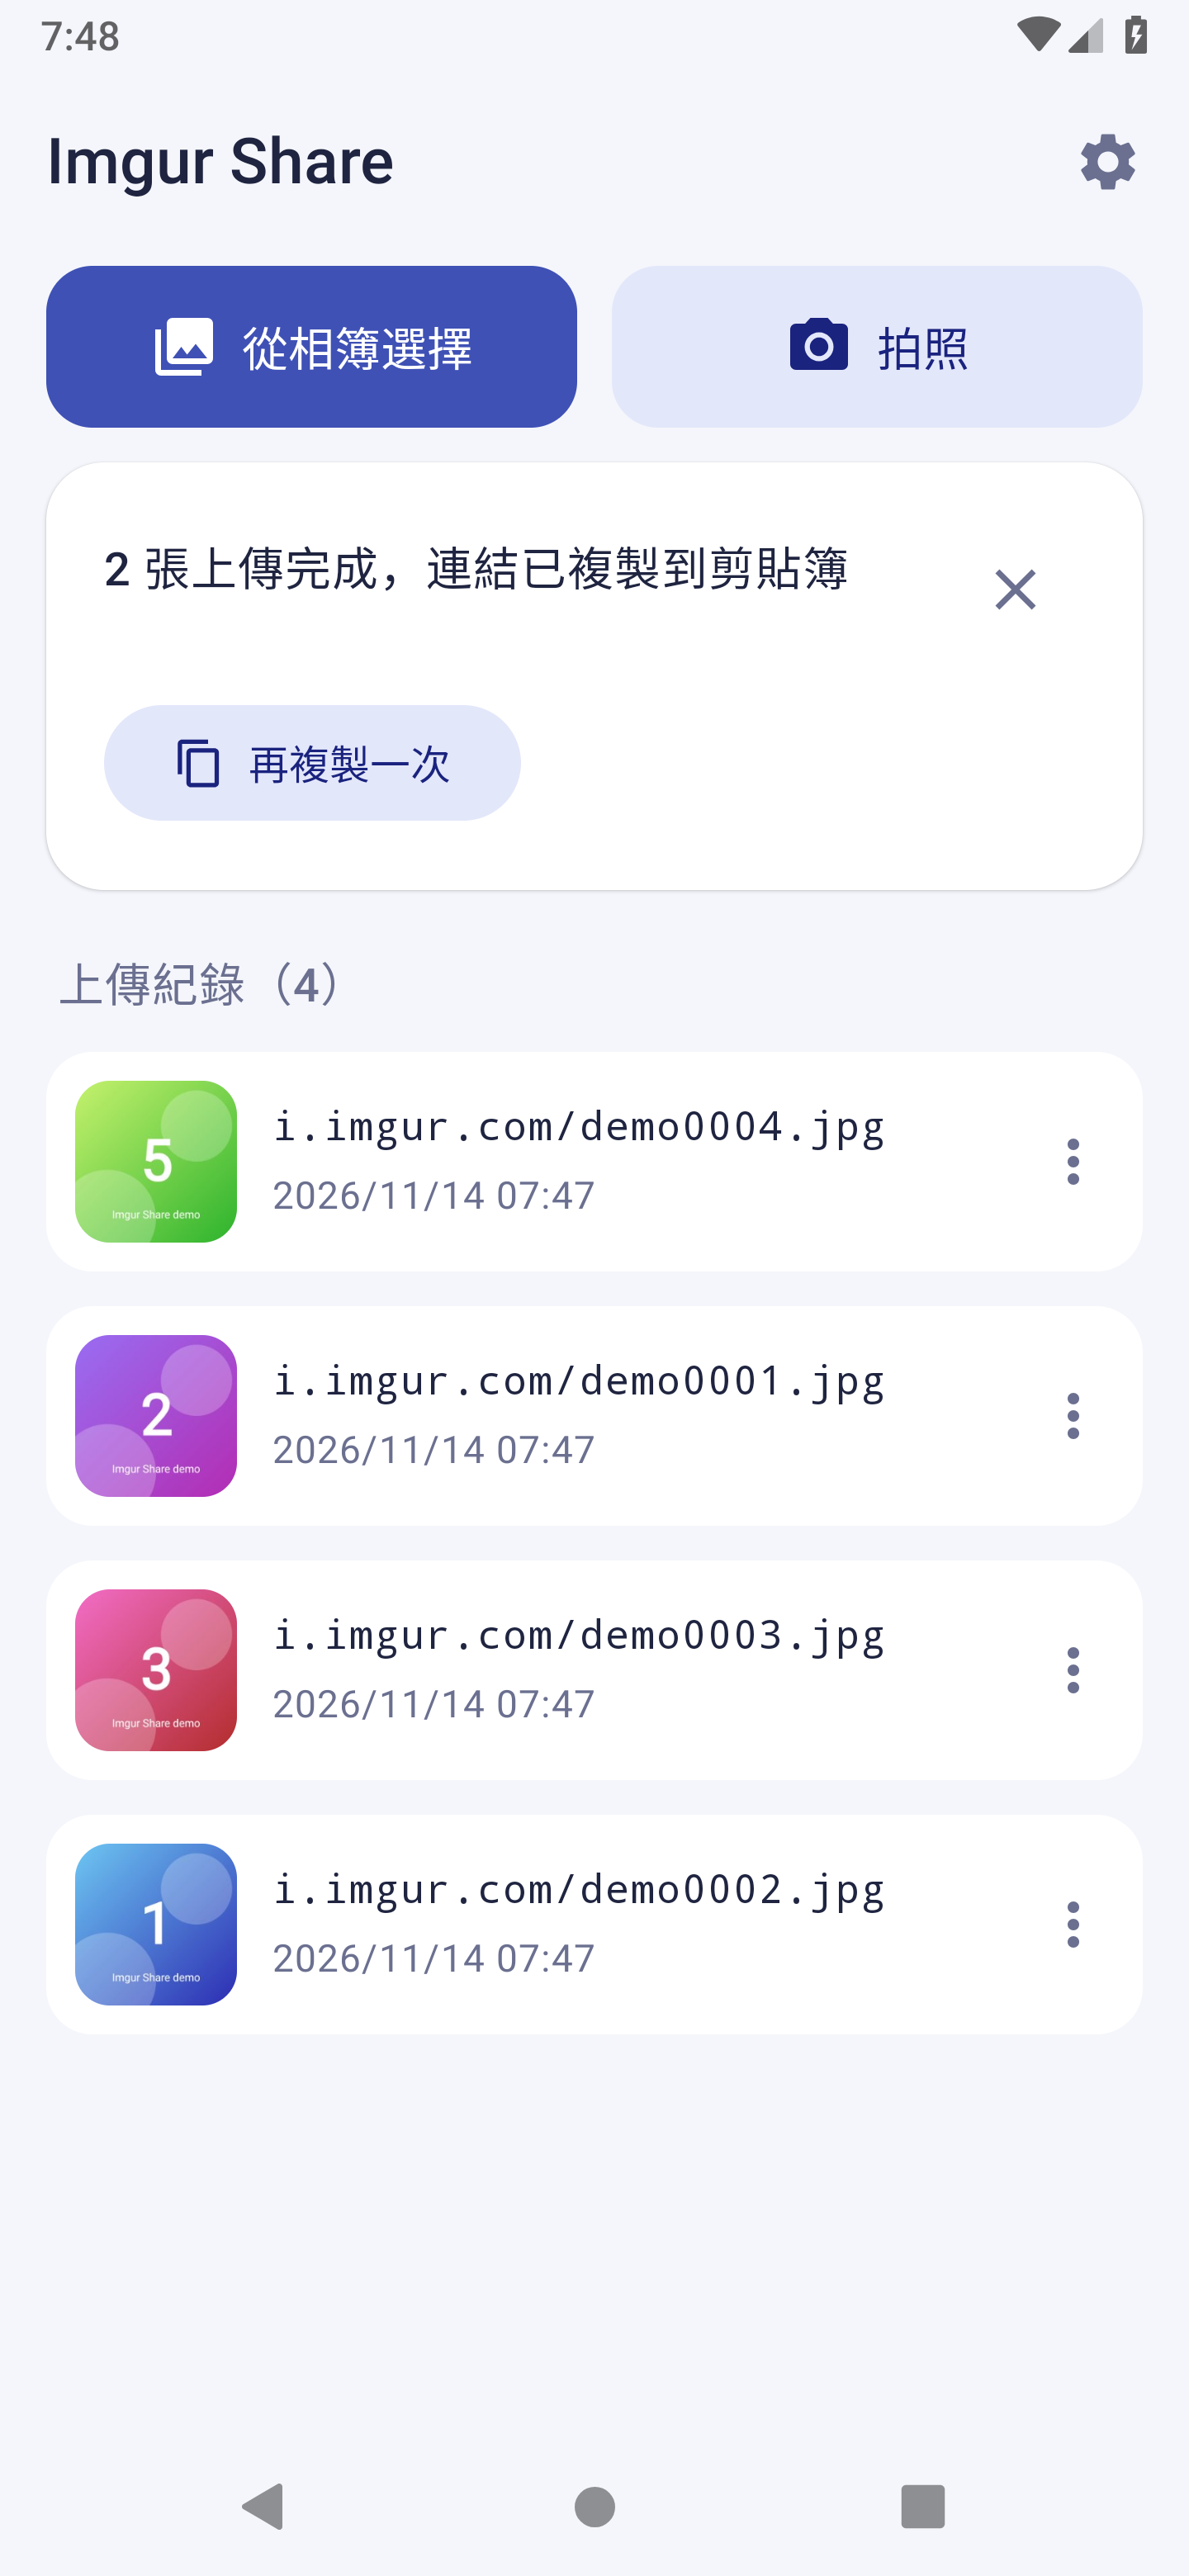 7:48
Imgur Share
從相簿選擇
拍照
2 張上傳完成，連結已複製到剪貼簿
再複製一次
上傳紀錄（4）
5
Imgur Share demo
i.imgur.com/demo0004.jpg
2026/11/14 07:47
2
Imgur Share demo
i.imgur.com/demo0001.jpg
2026/11/14 07:47
3
Imgur Share demo
i.imgur.com/demo0003.jpg
2026/11/14 07:47
1
Imgur Share demo
i.imgur.com/demo0002.jpg
2026/11/14 07:47